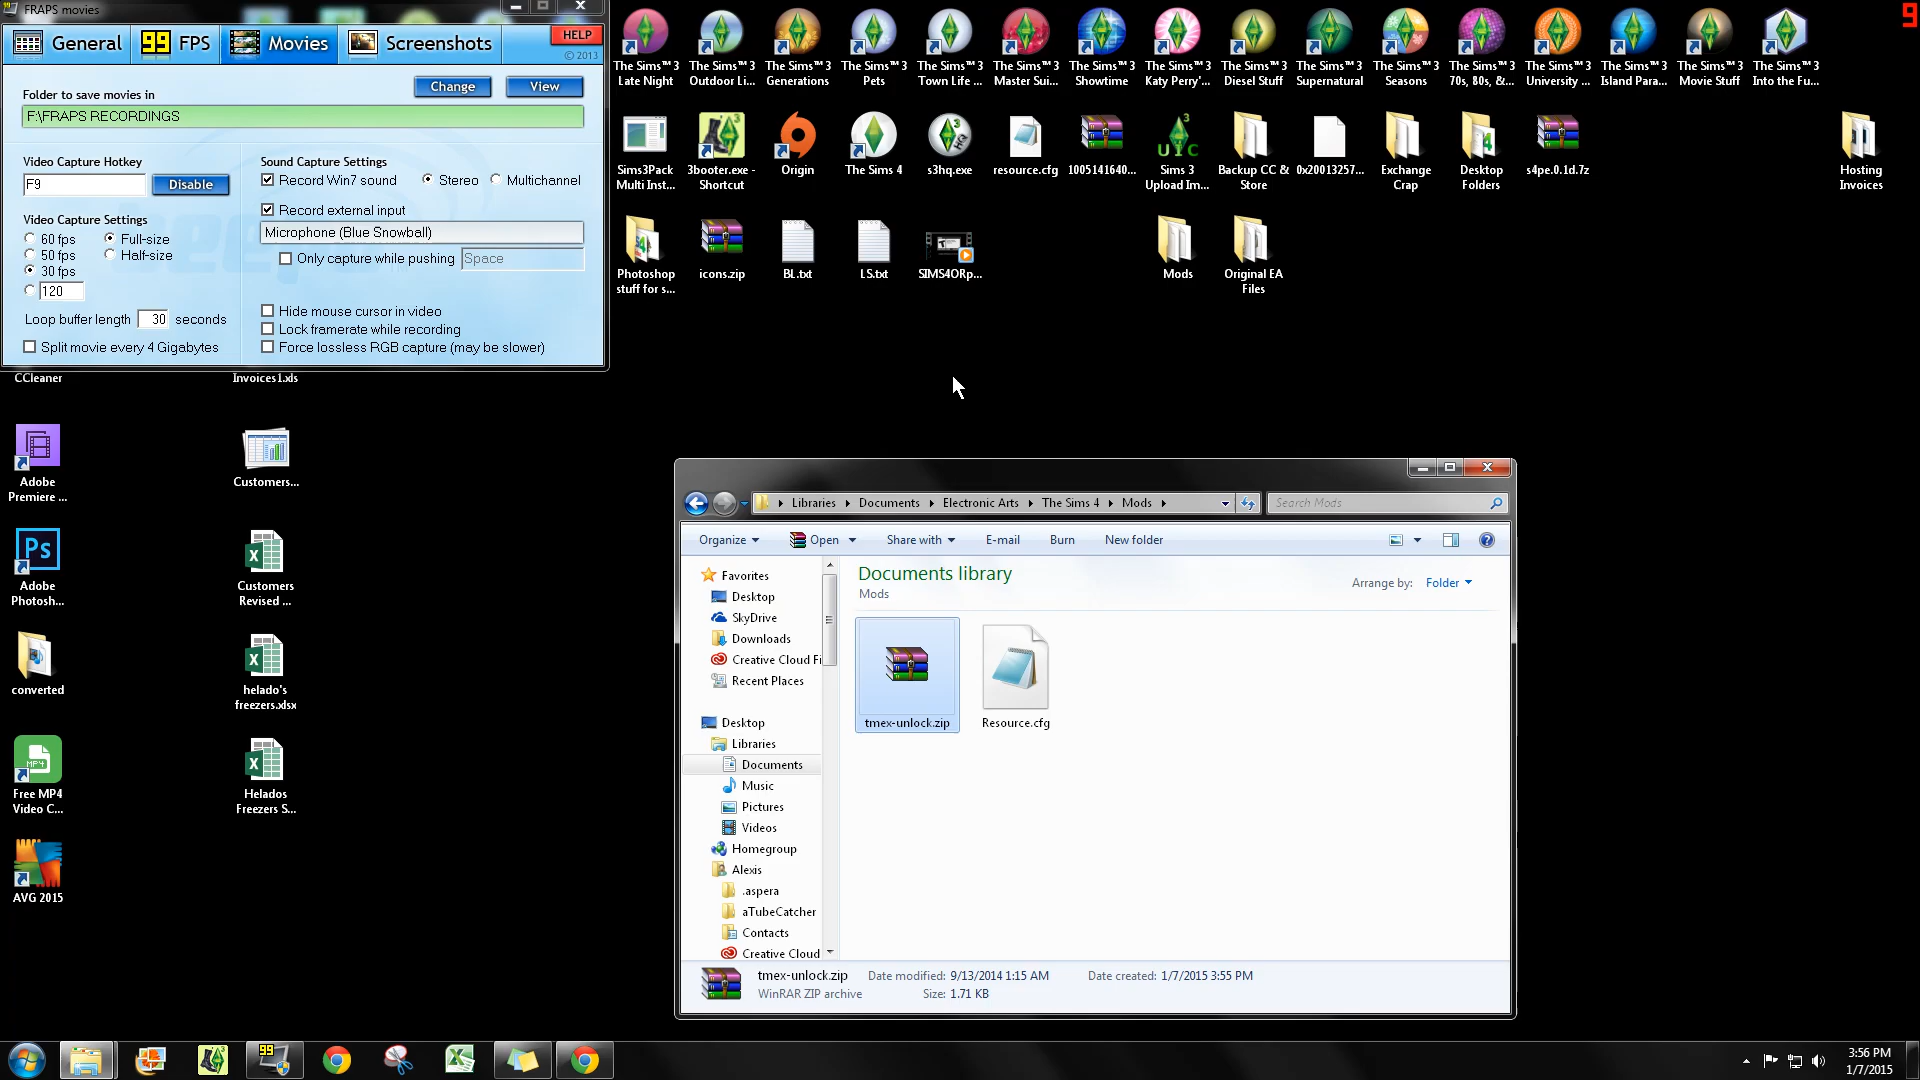 FRAPS movies
General
99 FPS
Movies
Screenshots
HELP
© 2013
Folder to save movies in
Change
View
F:\FRAPS RECORDINGS
Video Capture Hotkey
F9
Disable
Video Capture Settings
60 fps
Full-size
50 fps
Half-size
30 fps
120
Loop buffer length 30 seconds
Split movie every 4 Gigabytes
Sound Capture Settings
Record Win7 sound
Stereo
Multichannel
Record external input
Microphone (Blue Snowball)
Only capture while pushing
Space
Hide mouse cursor in video
Lock framerate while recording
Force lossless RGB capture (may be slower)
9
The Sims™ 3
Late Night
The Sims™ 3
Outdoor Li...
The Sims™ 3
Generations
The Sims™ 3
Pets
The Sims™ 3
Town Life ...
The Sims™ 3
Master Sui...
The Sims™ 3
Showtime
The Sims™ 3
Katy Perry'...
The Sims™ 3
Diesel Stuff
The Sims™ 3
Supernatural
The Sims™ 3
Seasons
The Sims™ 3
70s, 80s, &...
The Sims™ 3
University ...
The Sims™ 3
Island Para...
The Sims™ 3
Movie Stuff
The Sims™ 3
Into the Fu...
Sims3Pack
Multi Inst...
3booter.exe -
Shortcut
Origin
The Sims 4
3
HQ
s3hq.exe
resource.cfg
1005141640...
3
UIC
Sims 3
Upload Im...
Backup CC &
Store
0x20013257...
Exchange
Crap
Desktop
Folders
s4pe.0.1d.7z
Hosting
Invoices
Photoshop
stuff for s...
icons.zip
BL.txt
LS.txt
SIMS4ORp...
Mods
Original EA
Files
CCleaner
Invoices1.xls
Adobe
Premiere ...
Customers...
Ps
Adobe
Photosh...
Customers
Revised ...
converted
helado's
freezers.xlsx
MP4
Free MP4
Video C...
Helados
Freezers S...
AVG 2015
Libraries
Documents
Electronic Arts
The Sims 4
Mods
Search Mods
Organize
Open
Share with
E-mail
Burn
New folder
Favorites
Desktop
SkyDrive
Downloads
Creative Cloud Fi
Recent Places
Desktop
Libraries
Documents
Music
Pictures
Videos
Homegroup
Alexis
.aspera
aTubeCatcher
Contacts
Creative Cloud
Documents library
Mods
Arrange by: Folder
tmex-unlock.zip
Resource.cfg
tmex-unlock.zip
Date modified: 9/13/2014 1:15 AM
Date created: 1/7/2015 3:55 PM
WinRAR ZIP archive
Size: 1.71 KB
99
3:56 PM
1/7/2015